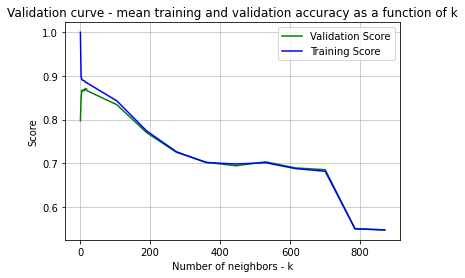 Validation curve - mean training and validation accuracy as a function of k
Validation Score
Training Score
1.0
0.9
0.8
0.7
0.6
Score
0
200
400
600
800
Number of neighbors - k